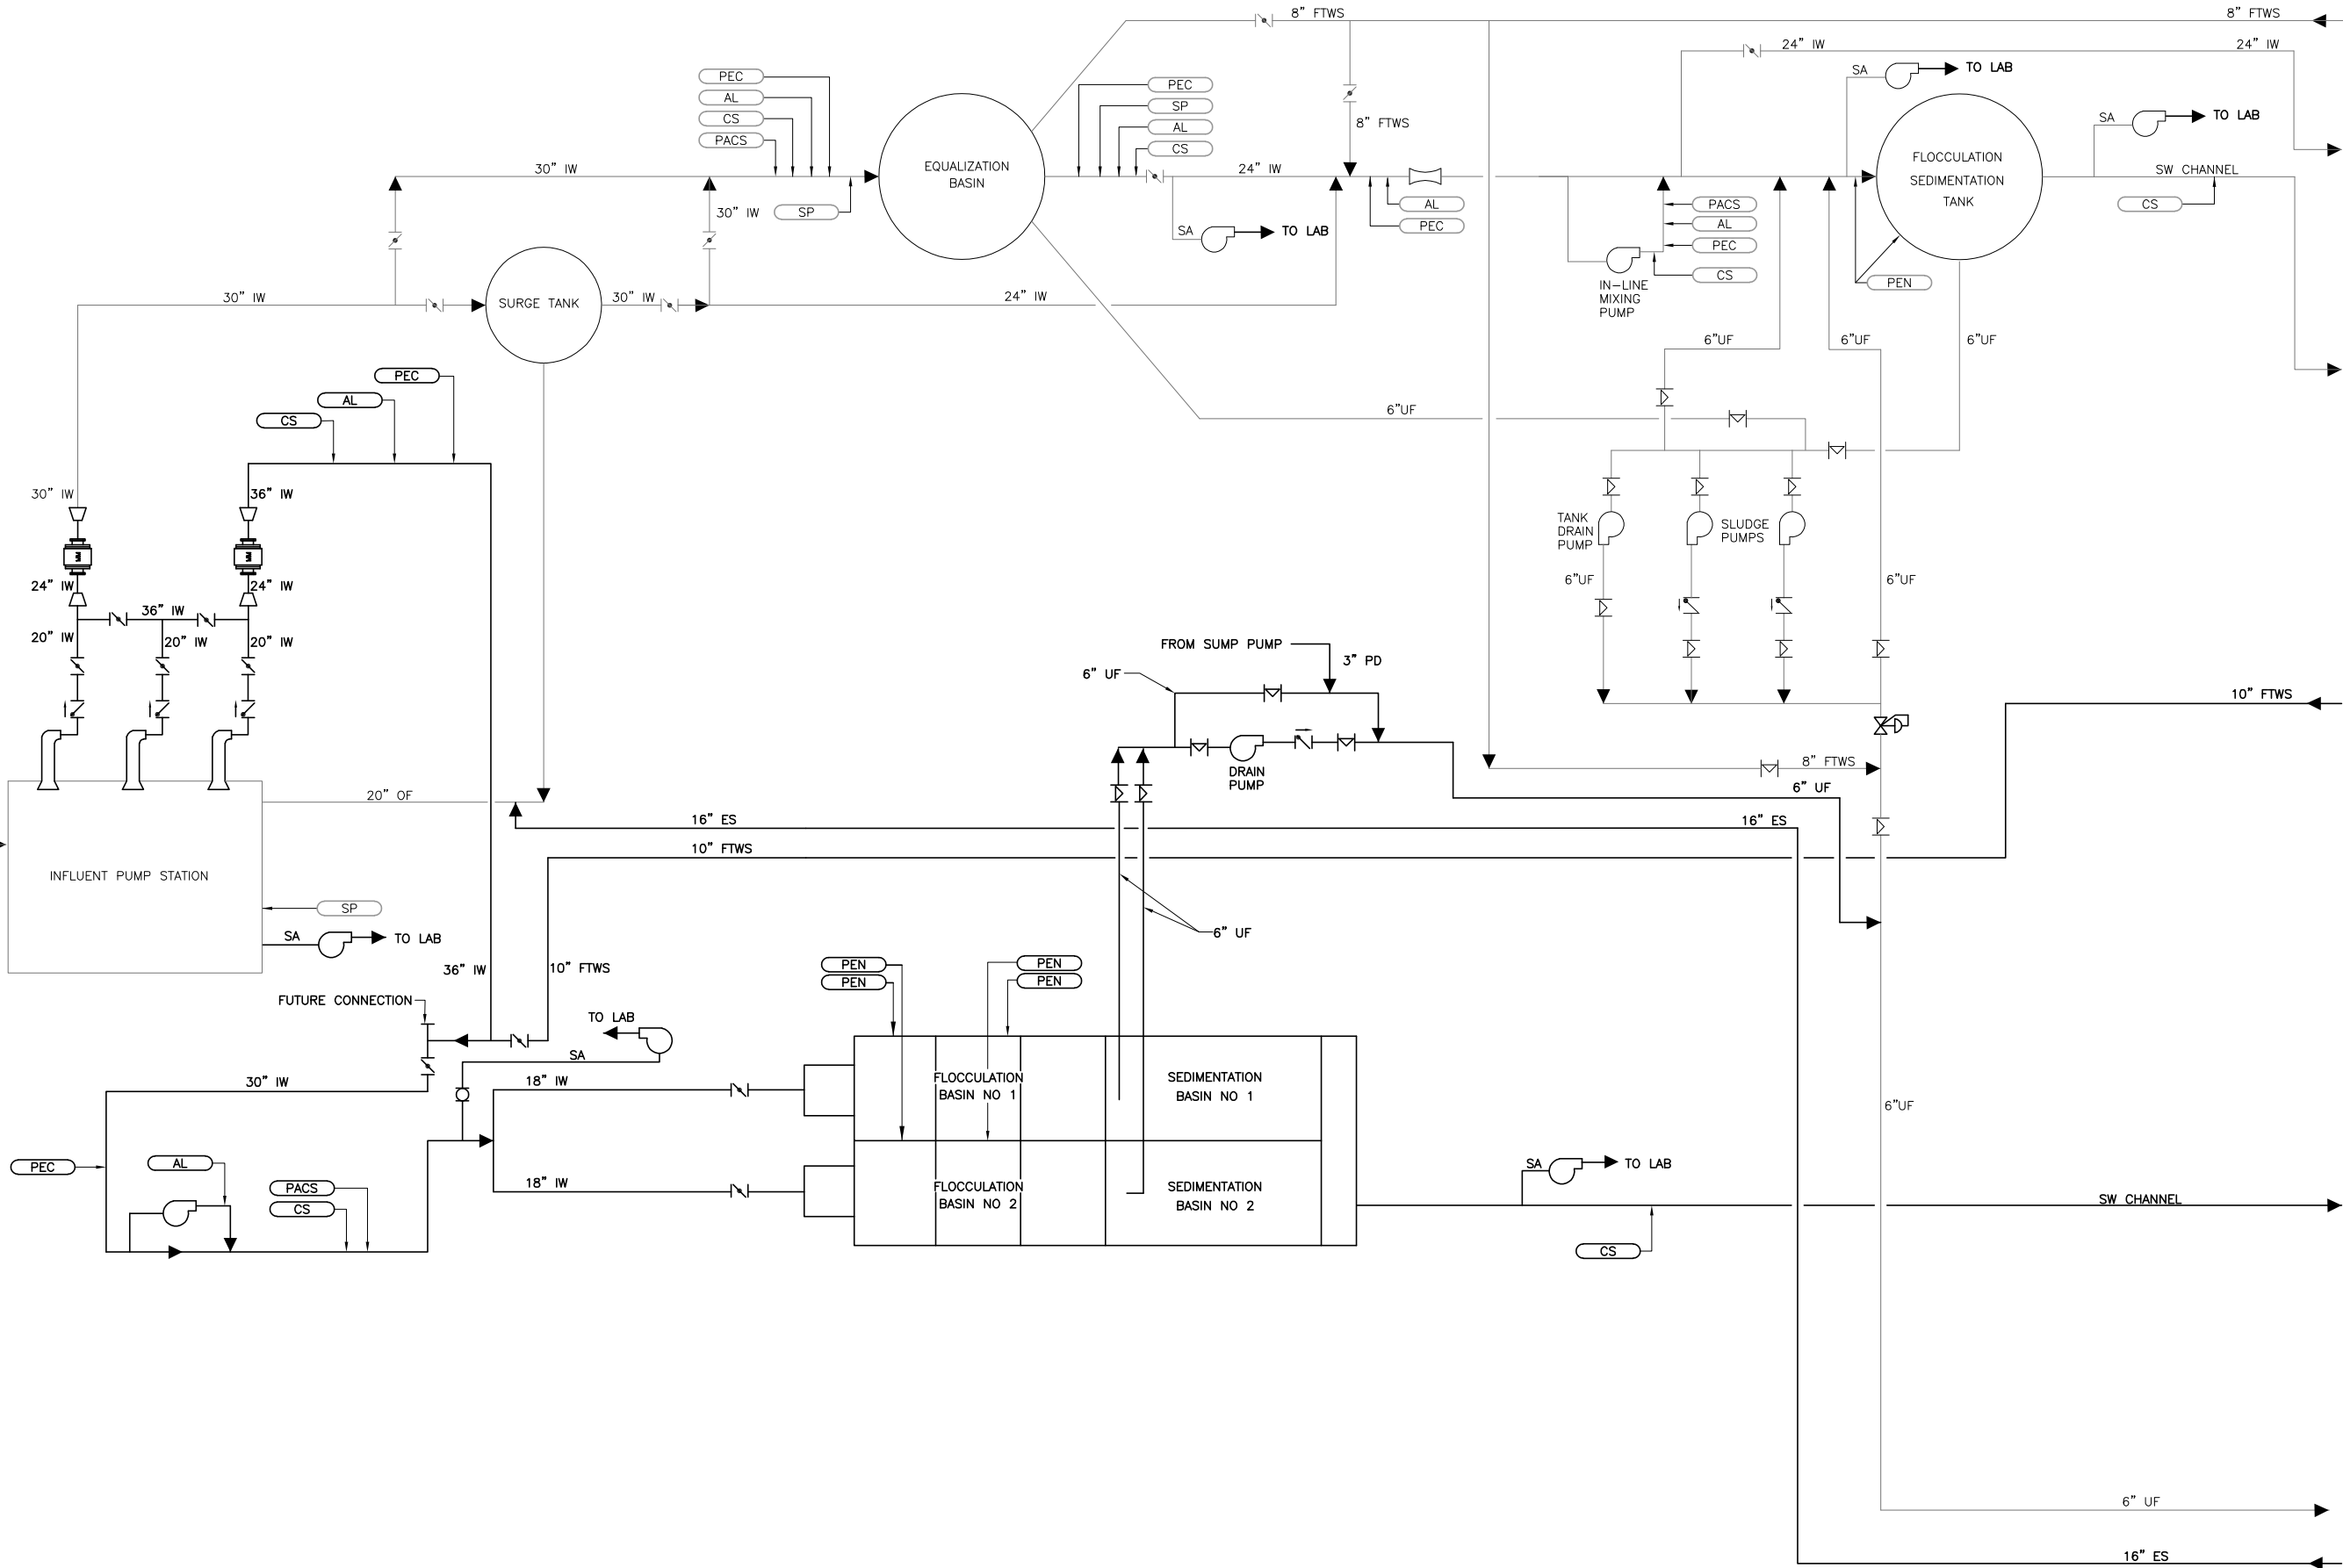 8” FTWS
8” FTWS
24” IW
24” IW
SA
TO LAB
PEC
AL
CS
PACS
PEC
SP
AL
CS
8” FTWS
SA
TO LAB
EQUALIZATION
BASIN
FLOCCULATION
SEDIMENTATION
TANK
30” IW
24” IW
SW CHANNEL
30” IW
SP
AL
PEC
PACS
AL
PEC
CS
CS
SA
TO LAB
IN-LINE
MIXING
PUMP
PEN
30” IW
SURGE TANK
30” IW
24” IW
6”UF
6”UF
6”UF
PEC
AL
CS
6”UF
30” IW
36” IW
MM
MM
TANK
DRAIN
PUMP
SLUDGE
PUMPS
24” IW
24” IW
6”UF
6”UF
36” IW
20” IW
20” IW
20” IW
FROM SUMP PUMP
3” PD
6” UF
10” FTWS
DRAIN
PUMP
8” FTWS
6” UF
20” OF
16” ES
16” ES
10” FTWS
INFLUENT PUMP STATION
SP
SA
TO LAB
6” UF
36” IW
10” FTWS
PEN
PEN
PEN
PEN
FUTURE CONNECTION
TO LAB
SA
30” IW
18” IW
FLOCCULATION
BASIN NO 1
SEDIMENTATION
BASIN NO 1
6”UF
PEC
AL
PACS
CS
18” IW
FLOCCULATION
BASIN NO 2
SEDIMENTATION
BASIN NO 2
SA
TO LAB
SW CHANNEL
CS
6” UF
16” ES